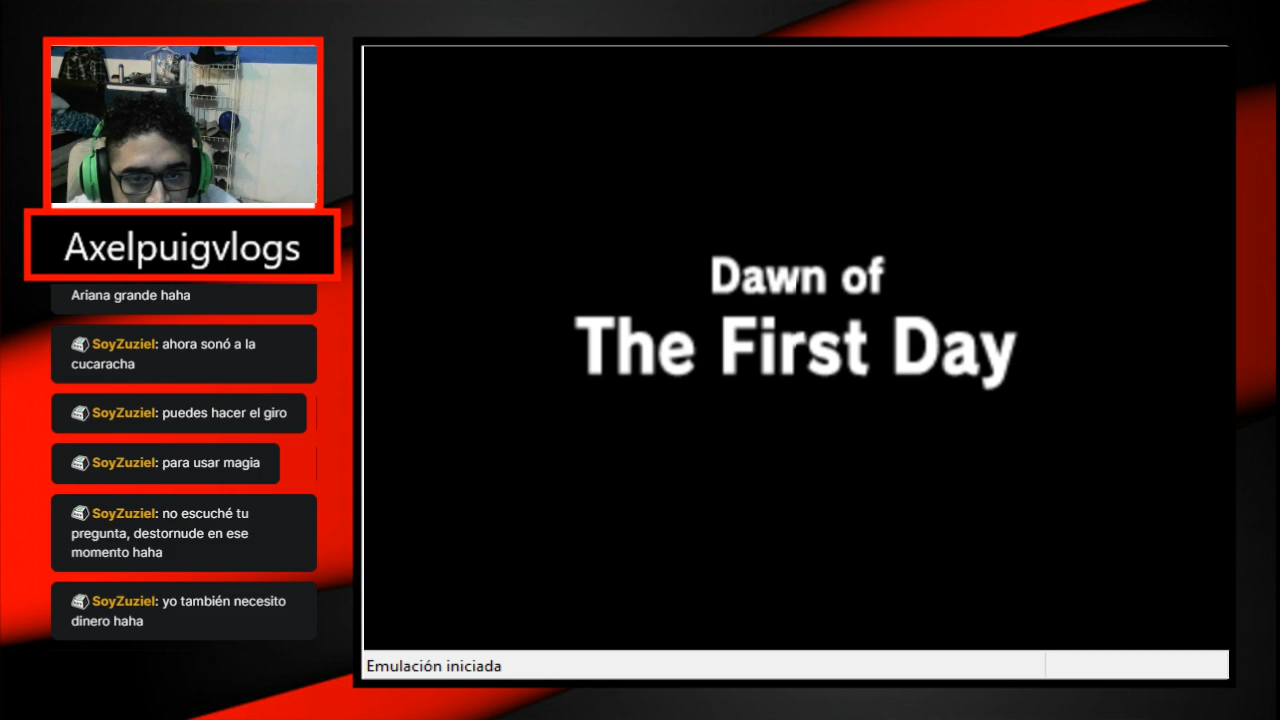 Axelpuigvlogs
Ariana grande haha
SoyZuziel: ahora sonó a la
cucaracha
SoyZuziel: puedes hacer el giro
SoyZuziel: para usar magia
SoyZuziel: no escuché tu
pregunta, destornude en ese
momento haha
SoyZuziel: yo también necesito
dinero haha
Dawn of
The First Day
Emulación iniciada